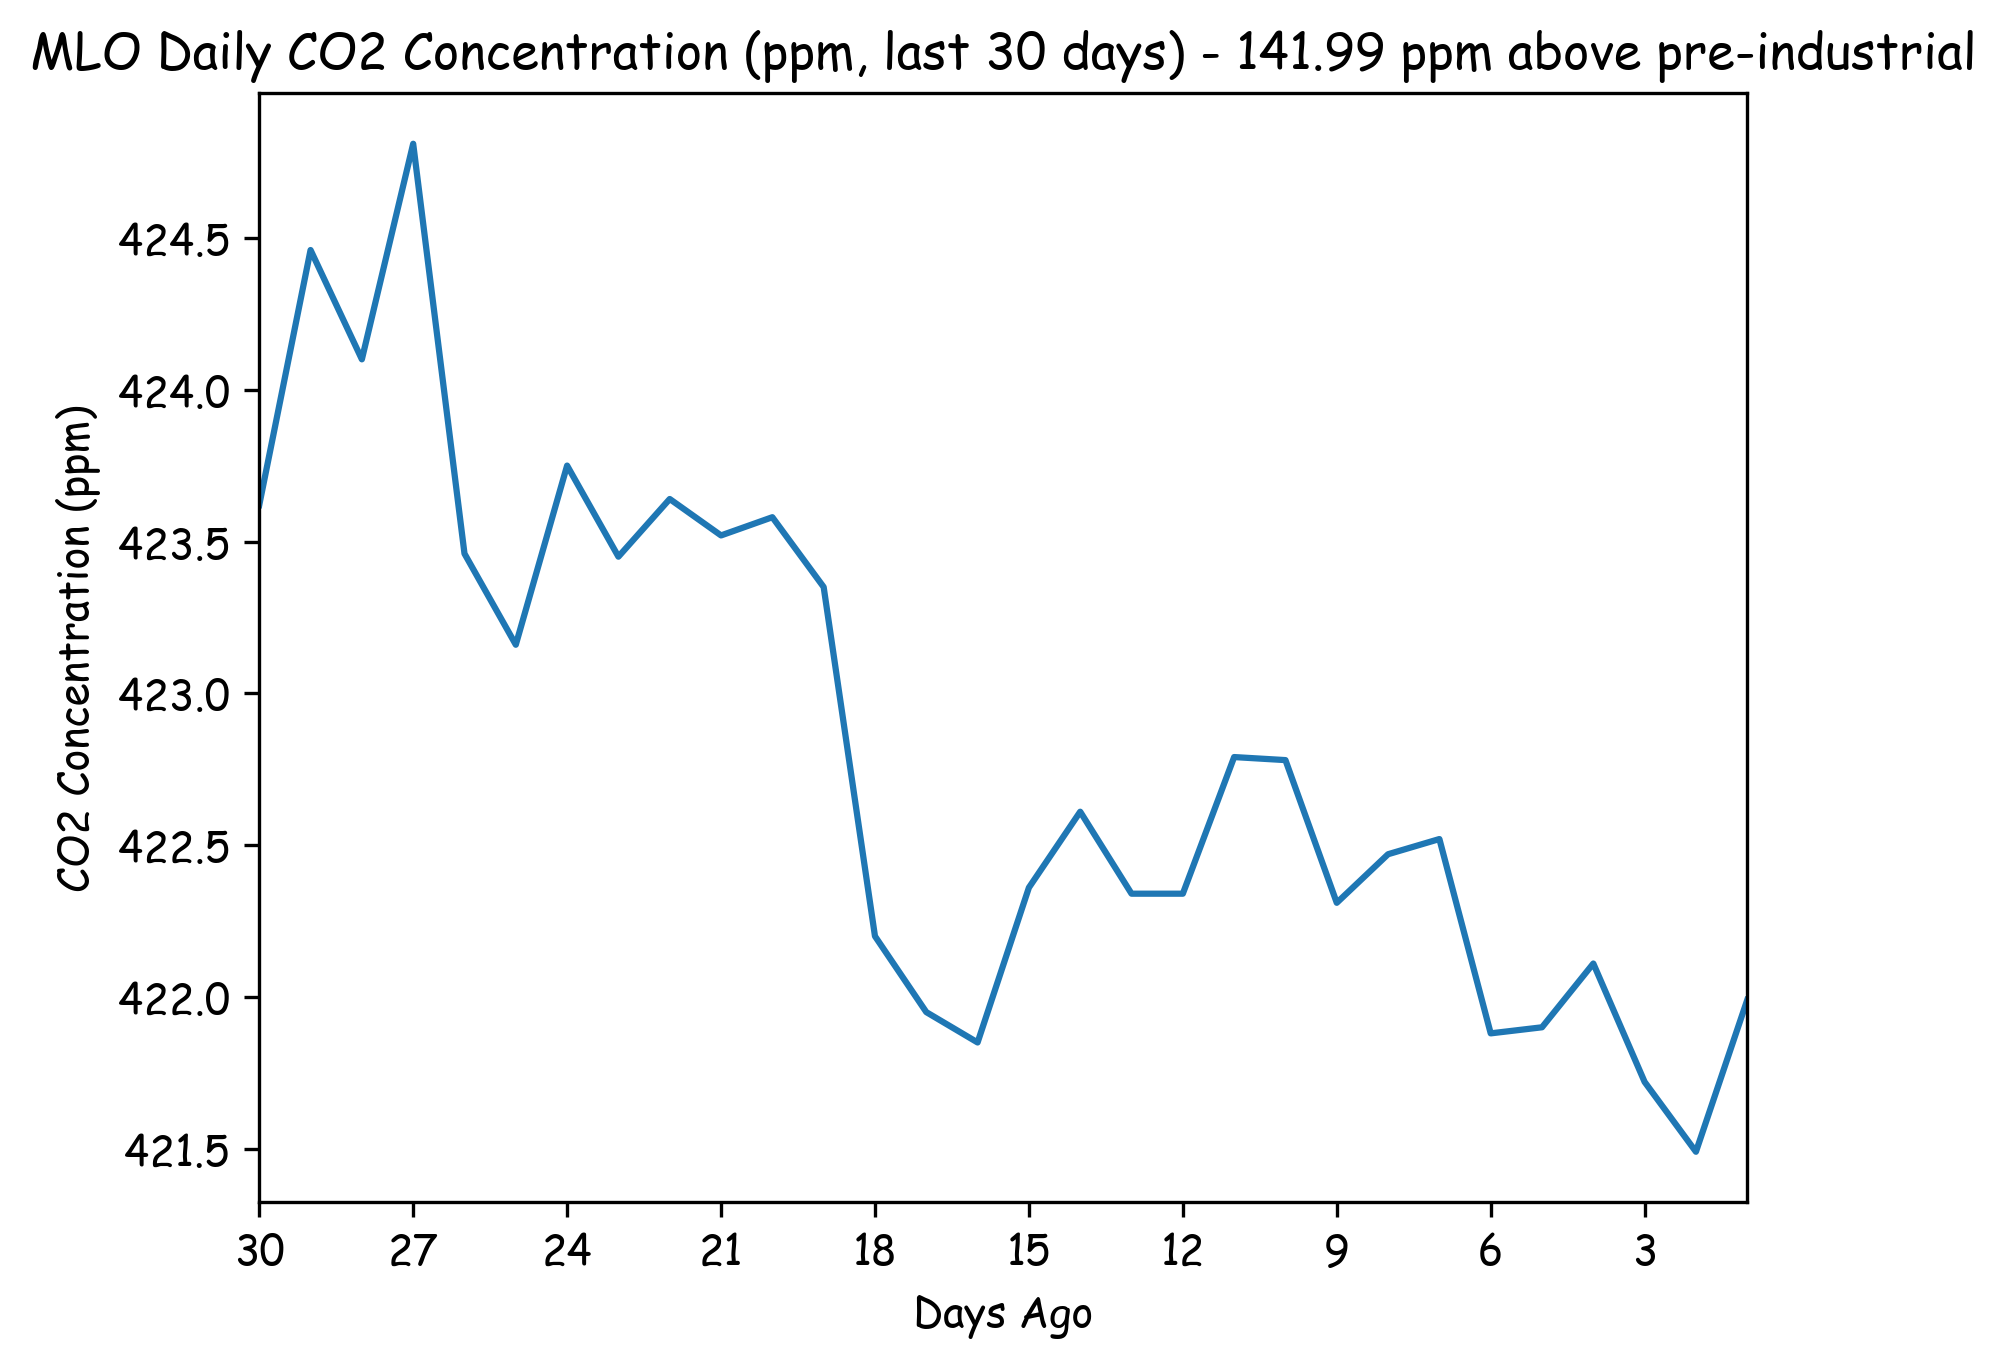 MLO Daily CO2 Concentration (ppm, last 30 days) - 141.99 ppm above pre-industrial
CO2 Concentration (ppm)
424.5
424.0
423.5
423.0
422.5
422.0
421.5
30 27 24 21 18 15 12 9 6 3
Days Ago